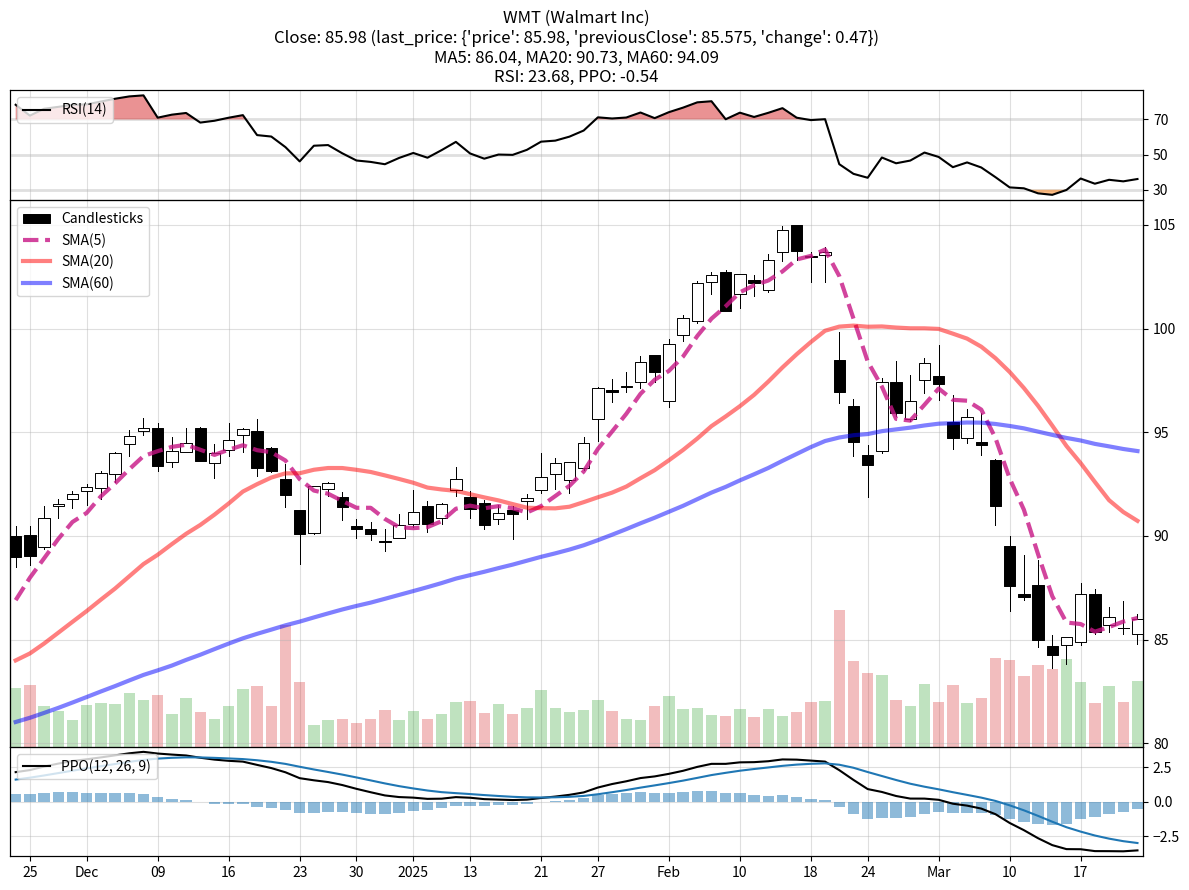 WMT (Walmart Inc)
Close: 85.98 (last_price: {'price': 85.98, 'previousClose': 85.575, 'change': 0.47})
MA5: 86.04, MA20: 90.73, MA60: 94.09
RSI: 23.68, PPO: -0.54
RSI(14)
70
50
30
Candlesticks
SMA(5)
SMA(20)
SMA(60)
105
100
95
90
85
80
PPO(12, 26, 9)
2.5
0.0
−2.5
25 Dec 09 16 23 30 2025 13 21 27 Feb 10 18 24 Mar 10 17